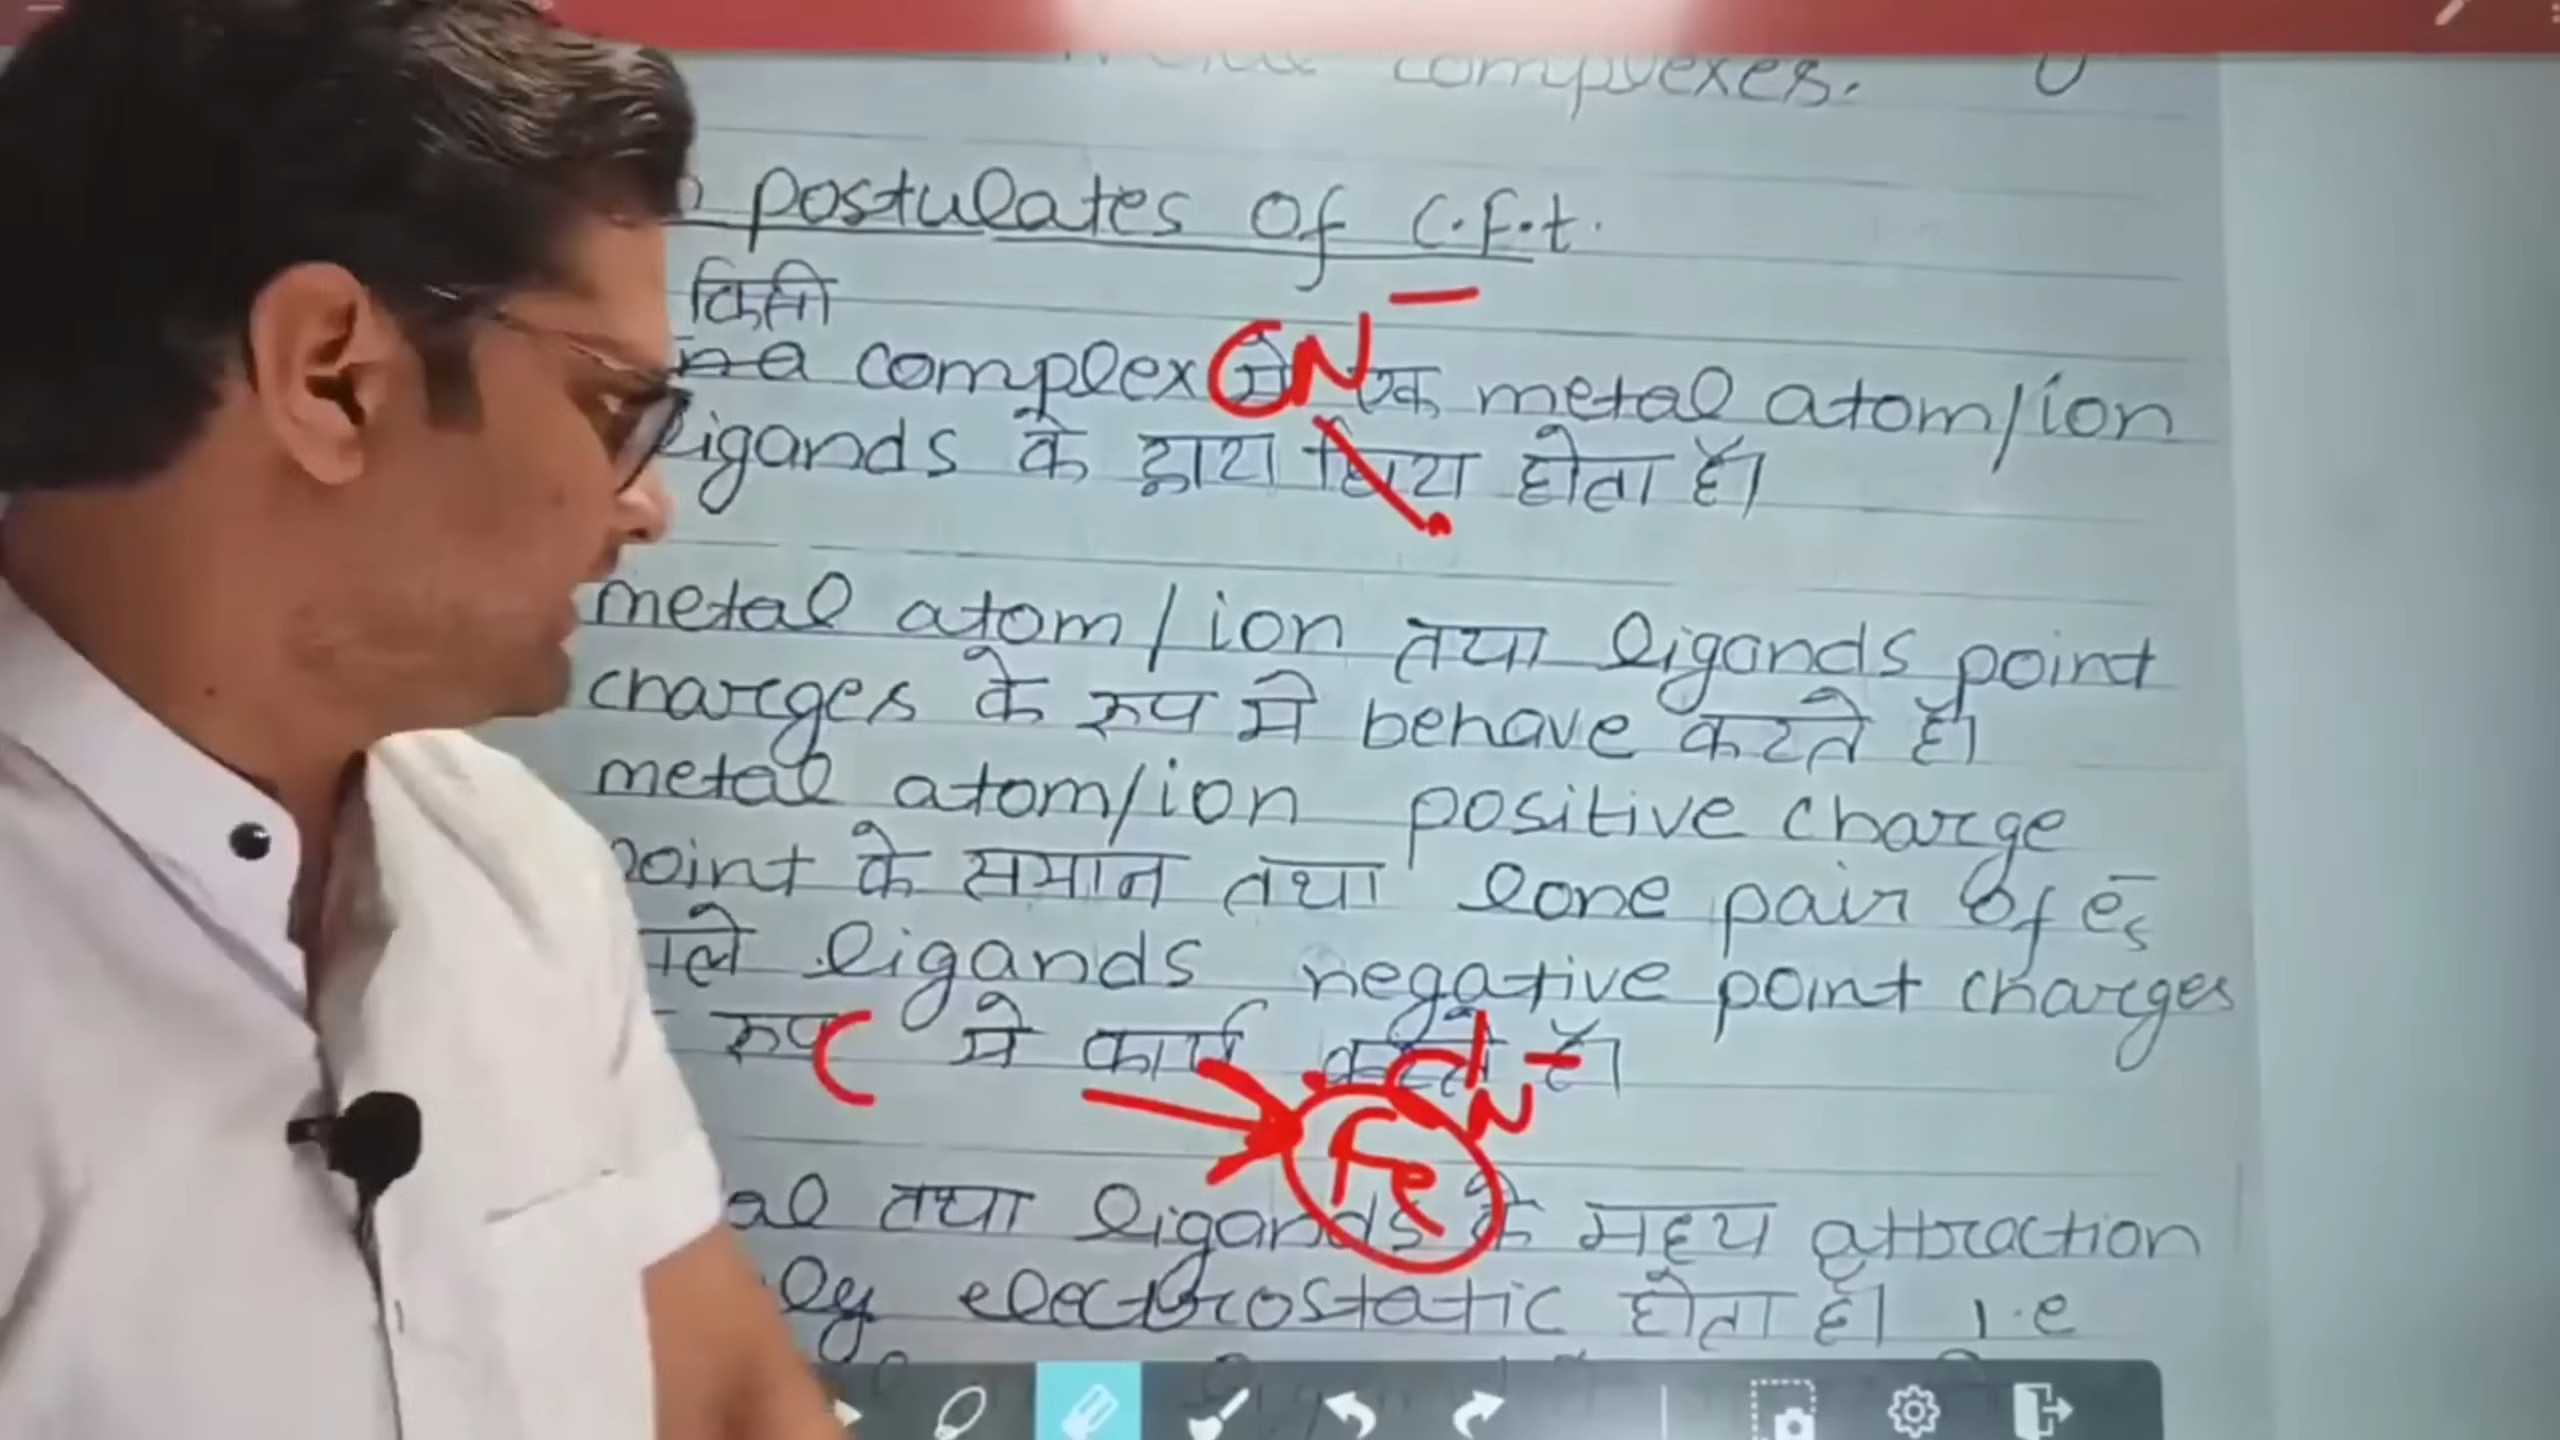 complexes.
postulates of C.F.t.
किसी
CN⁻
complex मे एक metal atom/ion
ligands के द्वारा घिरा होता है।
metal atom/ion तथा ligands point
charges के रूप मे behave करते है।
metal atom/ion positive charge
point के समान तथा lone pair of e̅s
ligands negative point charges
रूप मे कार्य करते है।
C
N
Fe
तथा ligands के मध्य attraction
electrostatic होता है। i.e